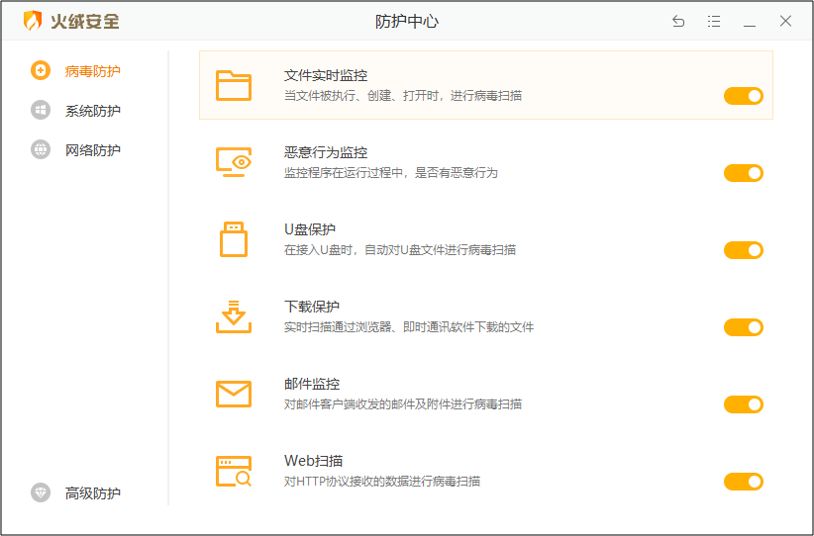 火绒安全
防护中心
病毒防护
系统防护
网络防护
高级防护
文件实时监控
当文件被执行、创建、打开时，进行病毒扫描
恶意行为监控
监控程序在运行过程中，是否有恶意行为
U盘保护
在接入U盘时，自动对U盘文件进行病毒扫描
下载保护
实时扫描通过浏览器、即时通讯软件下载的文件
邮件监控
对邮件客户端收发的邮件及附件进行病毒扫描
Web扫描
对HTTP协议接收的数据进行病毒扫描